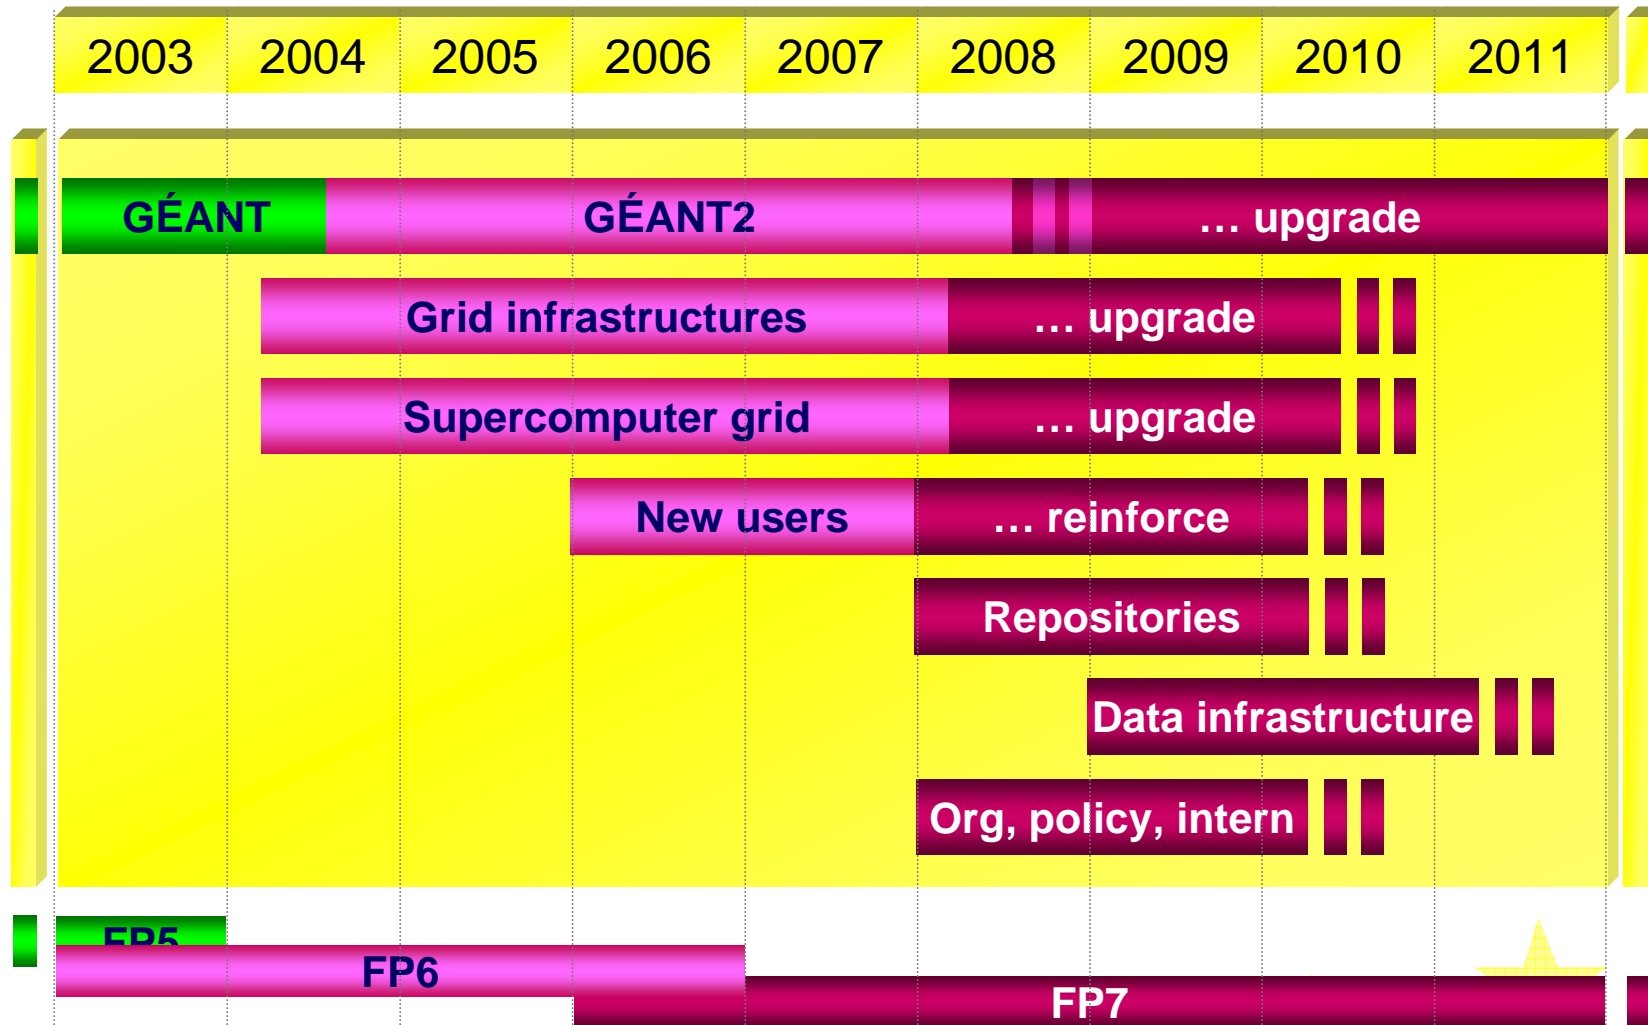 2003 2004 2005 2006 2007 2008 2009 2010 2011
GÉANT GÉANT2 … upgrade
Grid infrastructures … upgrade
Supercomputer grid … upgrade
New users … reinforce
Repositories
Data infrastructure
Org, policy, intern
FP5
FP6
FP7